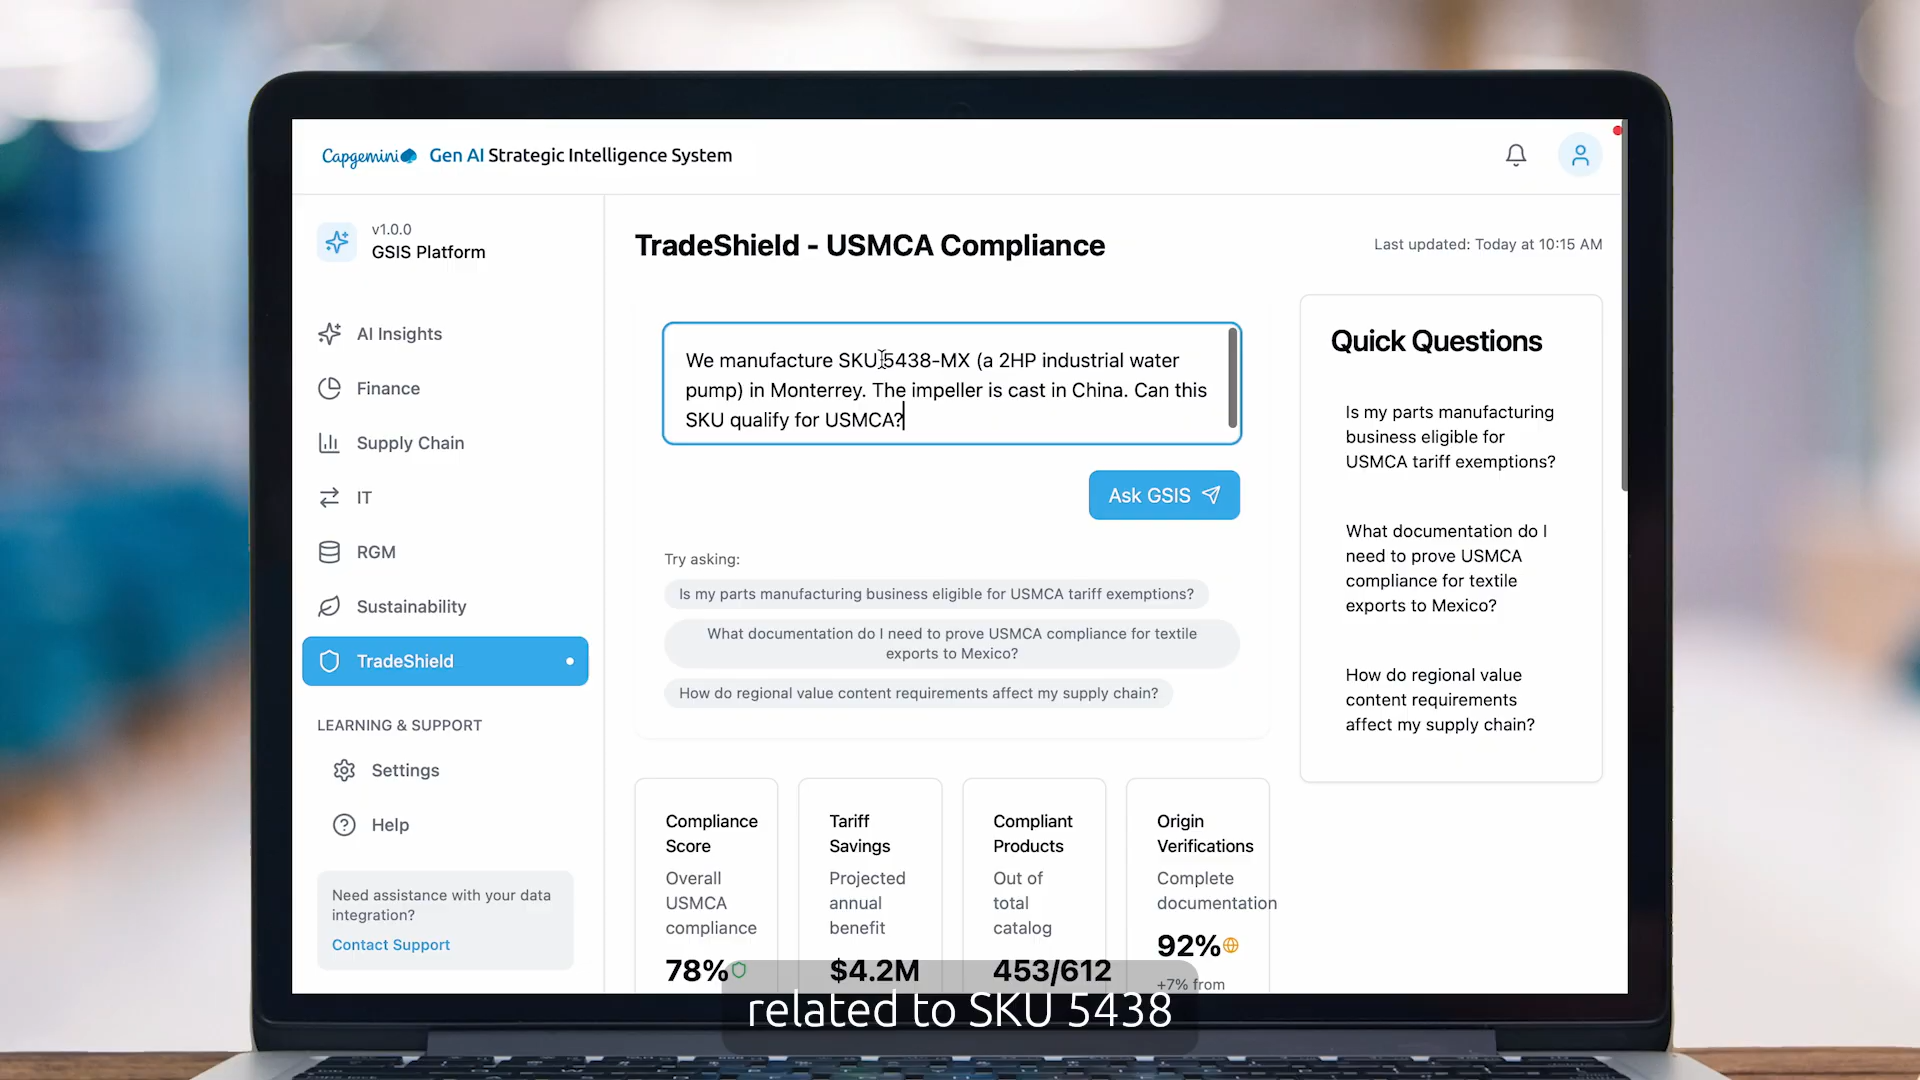 Capgemini Gen AI Strategic Intelligence System
v1.0.0
GSIS Platform
AI Insights
Finance
Supply Chain
IT
RGM
Sustainability
TradeShield
LEARNING & SUPPORT
Settings
Help
Need assistance with your data
integration?
Contact Support
TradeShield - USMCA Compliance
Last updated: Today at 10:15 AM
We manufacture SKU 5438-MX (a 2HP industrial water
pump) in Monterrey. The impeller is cast in China. Can this
SKU qualify for USMCA?
Ask GSIS
Try asking:
Is my parts manufacturing business eligible for USMCA tariff exemptions?
What documentation do I need to prove USMCA compliance for textile
exports to Mexico?
How do regional value content requirements affect my supply chain?
Quick Questions
Is my parts manufacturing
business eligible for
USMCA tariff exemptions?
What documentation do I
need to prove USMCA
compliance for textile
exports to Mexico?
How do regional value
content requirements
affect my supply chain?
Compliance
Score
Overall
USMCA
compliance
78%
Tariff
Savings
Projected
annual
benefit
$4.2M
Compliant
Products
Out of
total
catalog
453/612
Origin
Verifications
Complete
documentation
92%
+7% from
related to SKU 5438